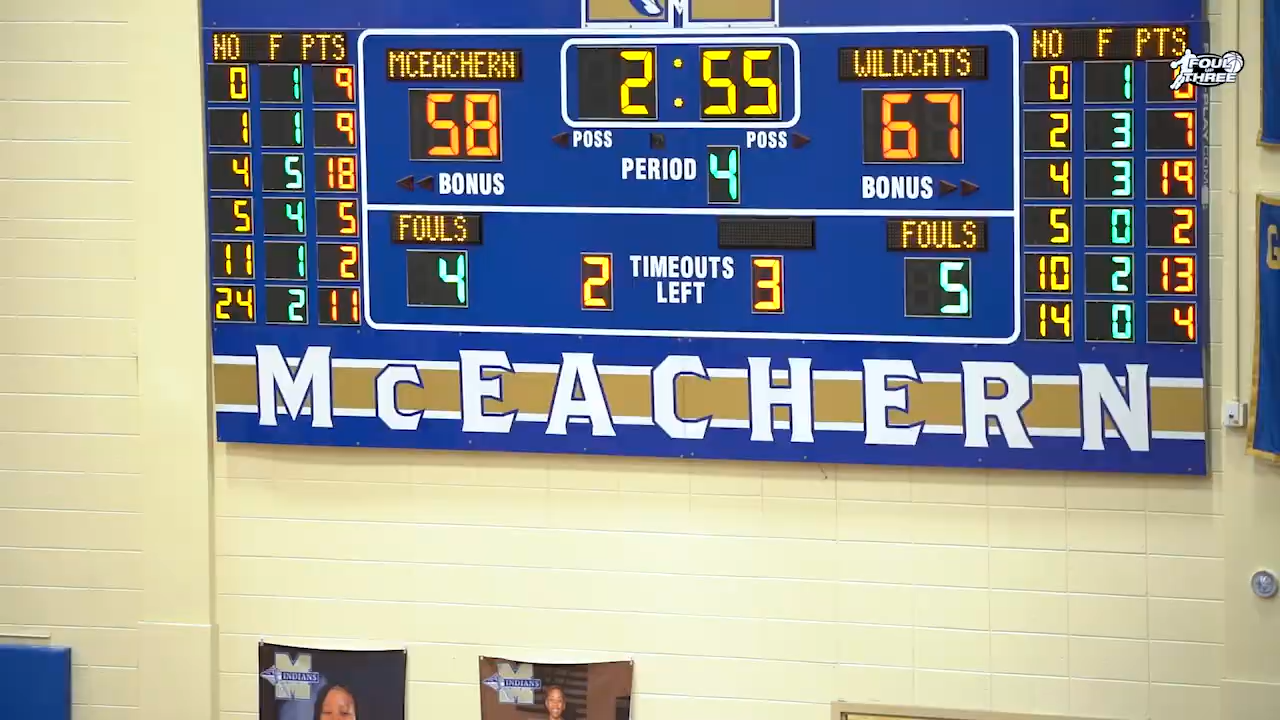 M
NO F PTS
0 1 9
1 1 9
4 5 18
5 4 5
11 1 2
24 2 11
MCEACHERN
58
BONUS
2:55
POSS POSS
PERIOD 4
WILDCATS
67
BONUS
FOULS
4
2 TIMEOUTS LEFT 3
FOULS
5
NO F PTS
0 1
2 3 7
4 3 19
5 0 2
10 2 13
14 0 4
FOUL
THREE
McEACHERN
M
INDIANS
M
INDIANS
G